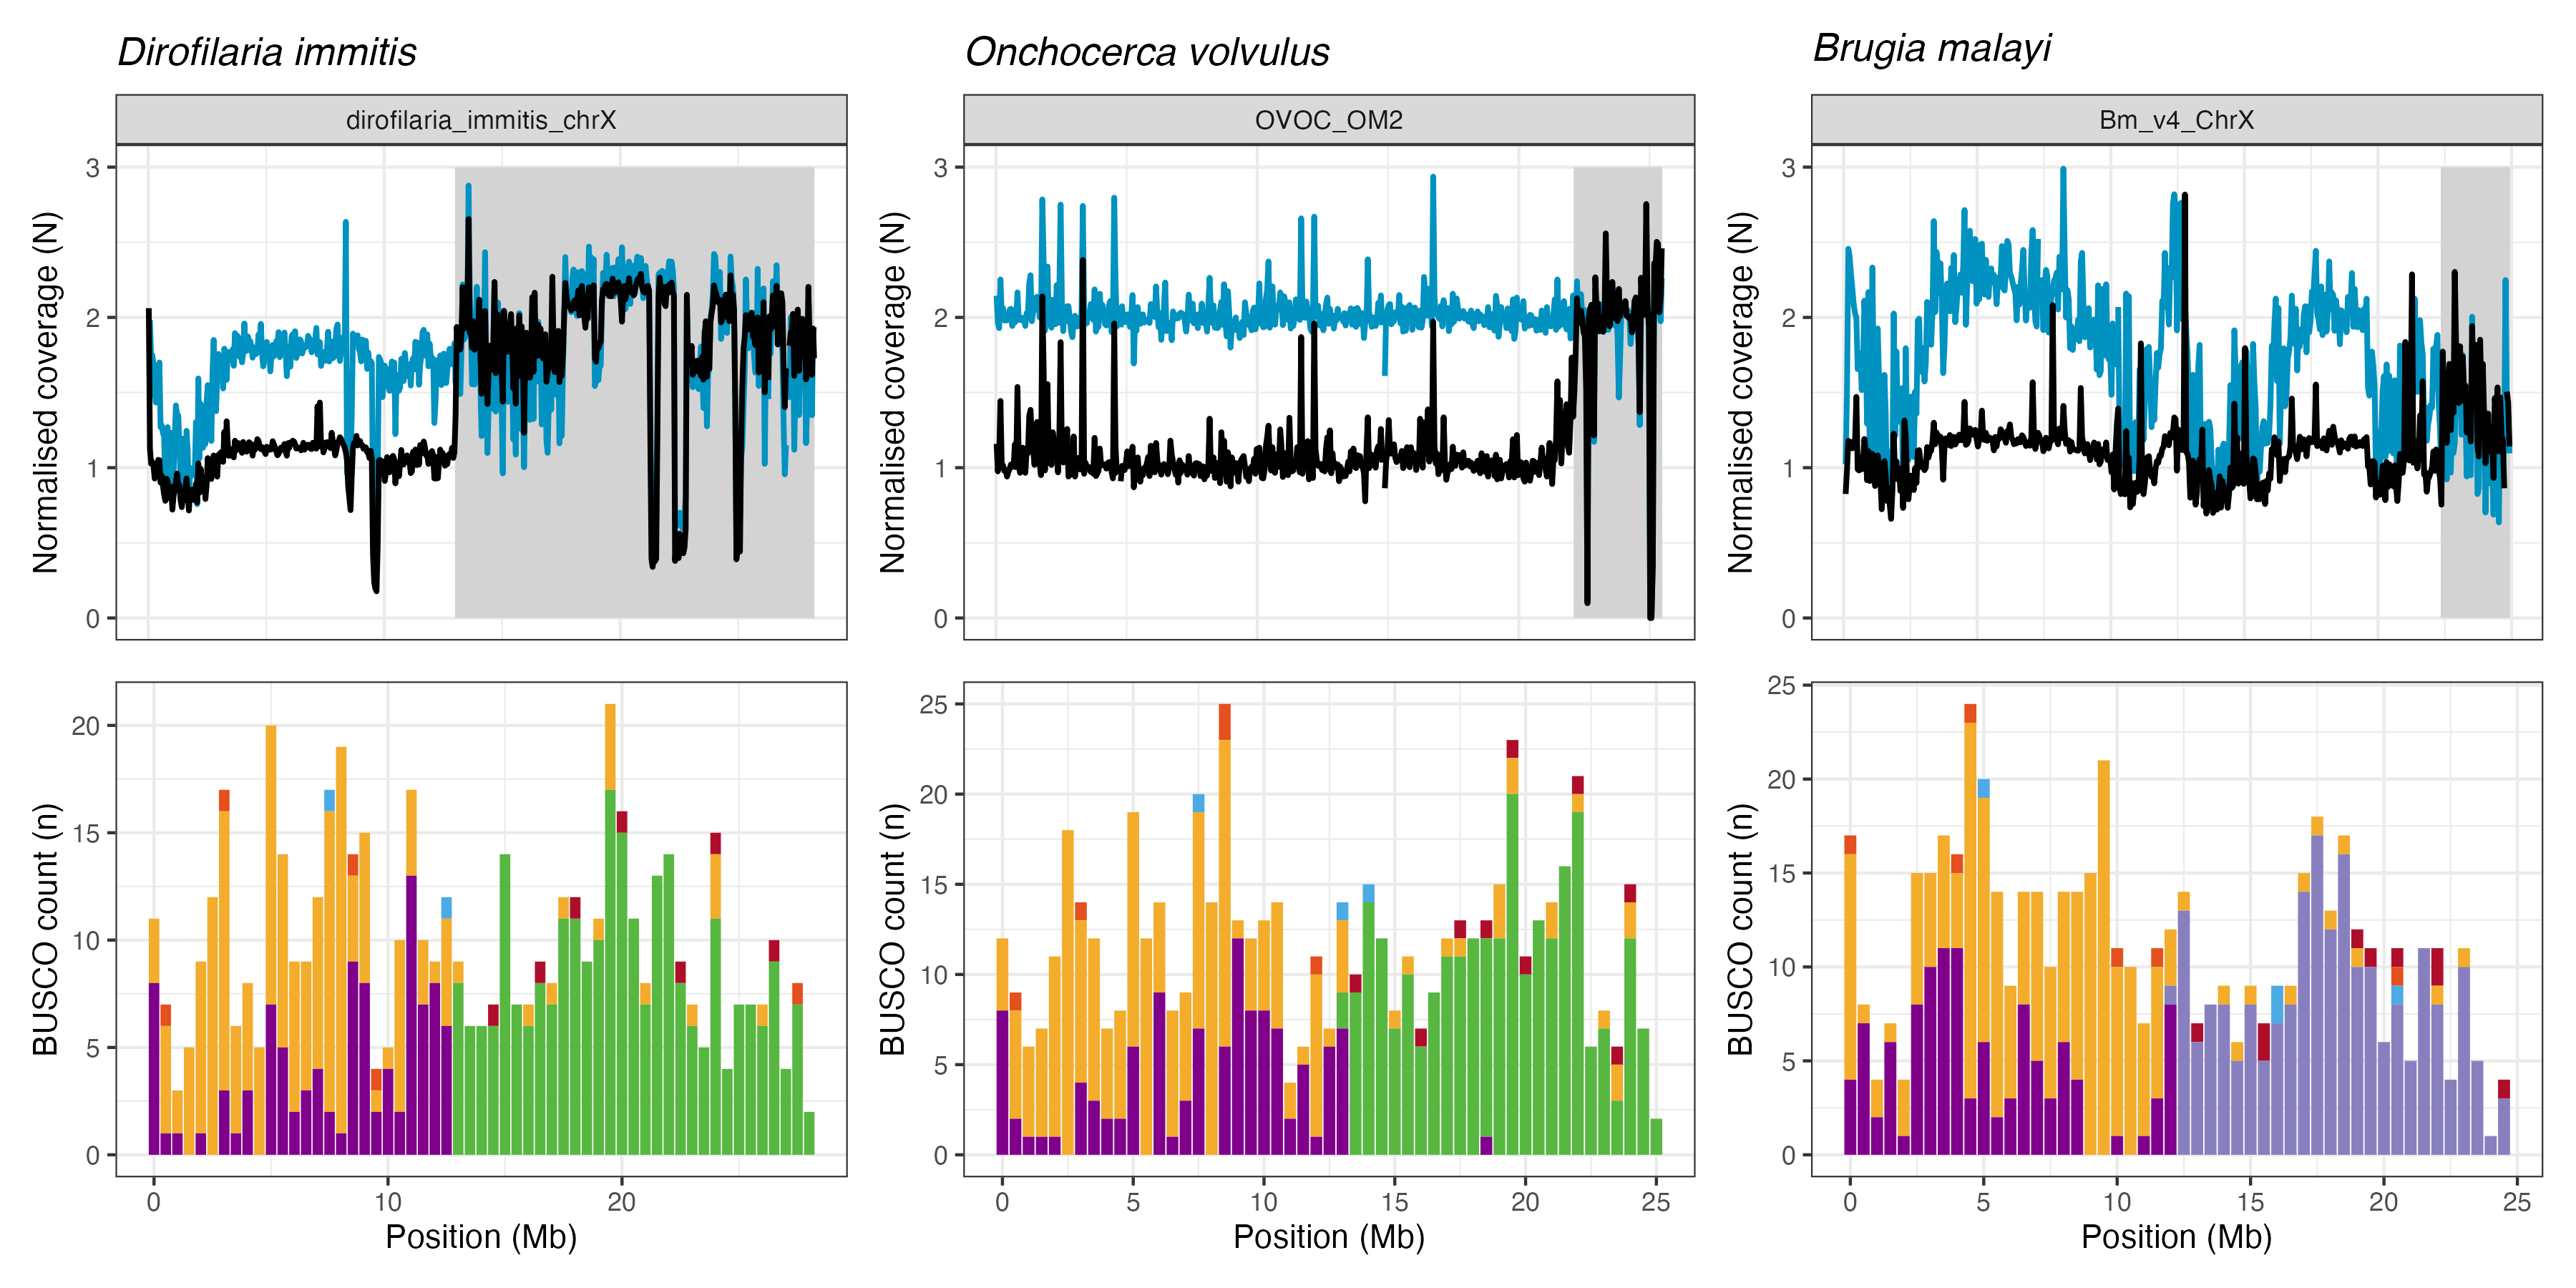 Dirofilaria immitis
Onchocerca volvulus
Brugia malayi
dirofilaria_immitis_chrX
OVOC_OM2
Bm_v4_ChrX
Normalised coverage (N)
3
2
1
0
Normalised coverage (N)
3
2
1
0
Normalised coverage (N)
3
2
1
0
BUSCO count (n)
20
15
10
5
0
0
10
20
Position (Mb)
BUSCO count (n)
25
20
15
10
5
0
0
5
10
15
20
25
Position (Mb)
BUSCO count (n)
25
20
15
10
5
0
0
5
10
15
20
25
Position (Mb)